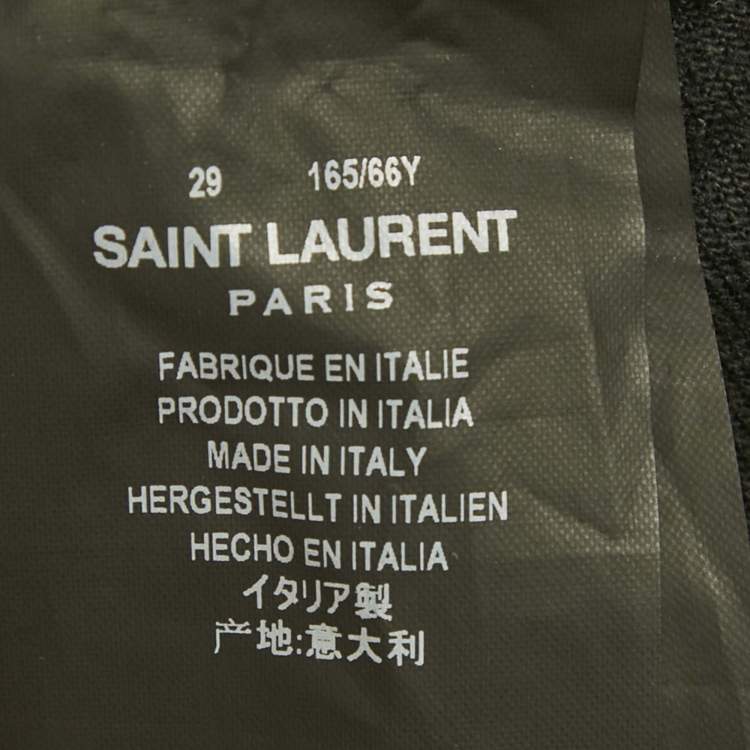 29 165/66Y
SAINT LAURENT
PARIS
FABRIQUE EN ITALIE
PRODOTTO IN ITALIA
MADE IN ITALY
HERGESTELLT IN ITALIEN
HECHO EN ITALIA
イタリア製
产地:意大利